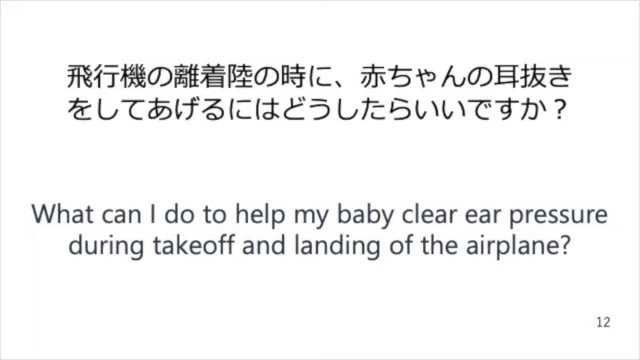 飛行機の離着陸の時に、赤ちゃんの耳抜き
をしてあげるにはどうしたらいいですか？
What can I do to help my baby clear ear pressure
during takeoff and landing of the airplane?
12